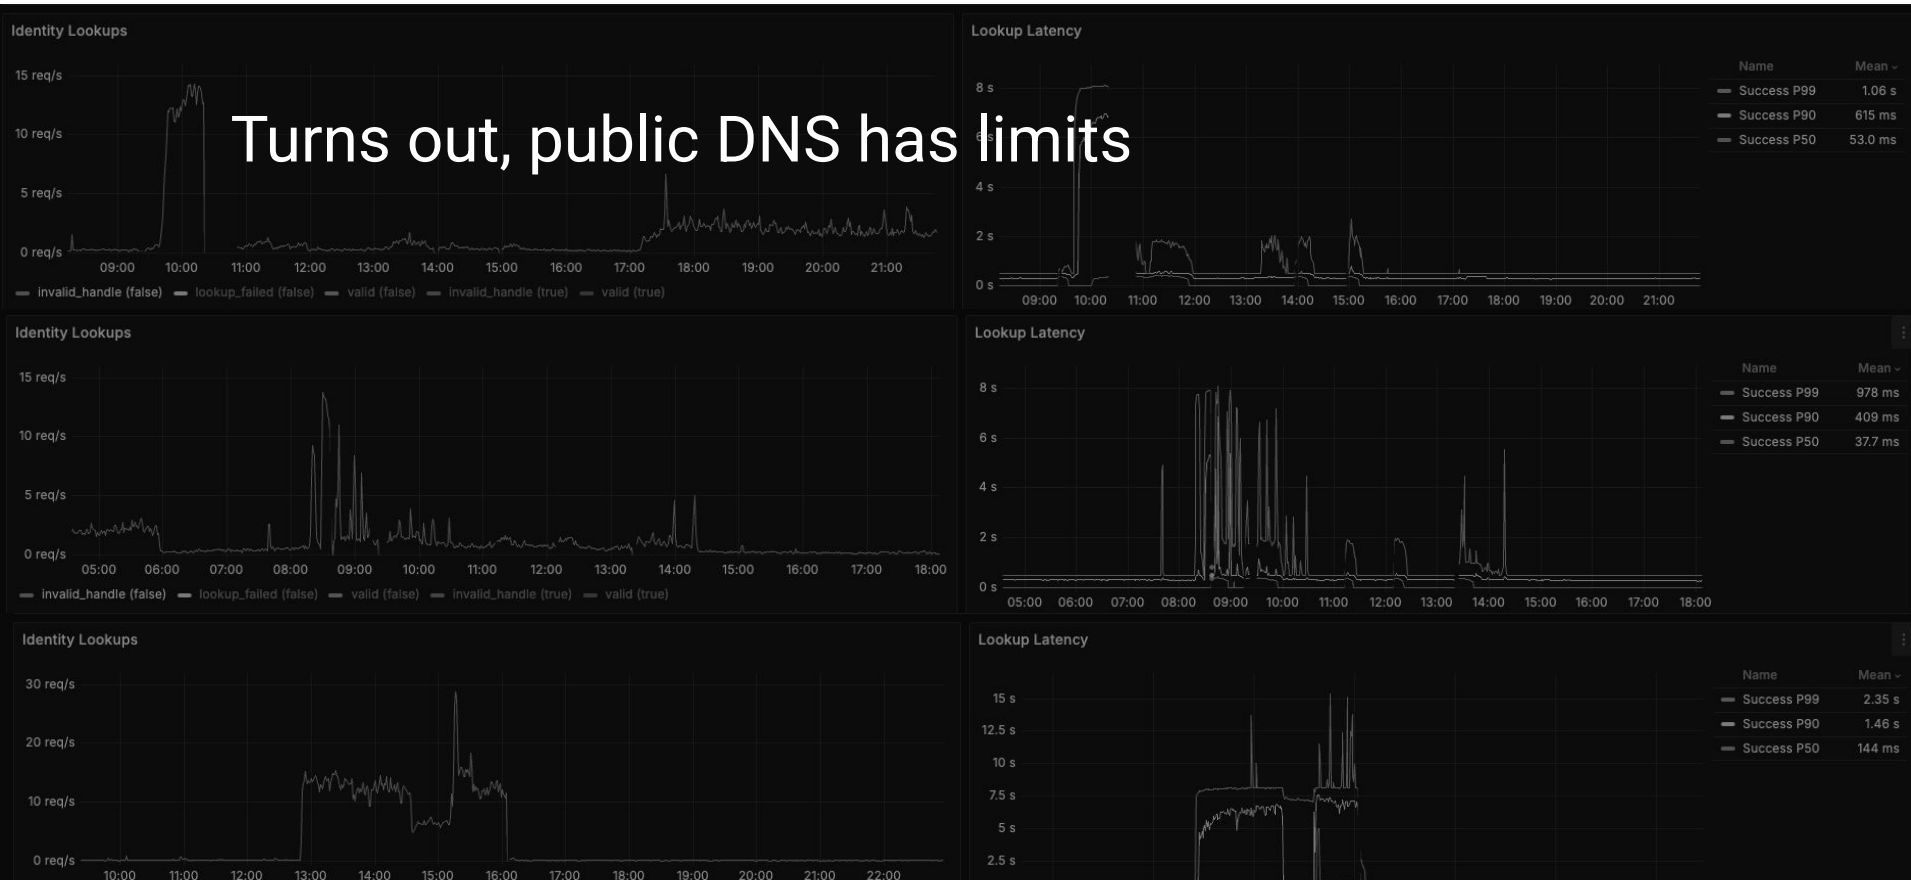 Identity Lookups
15 req/s
10 req/s
5 req/s
0 req/s
09:00 10:00 11:00 12:00 13:00 14:00 15:00 16:00 17:00 18:00 19:00 20:00 21:00
invalid_handle (false) lookup_failed (false) valid (false) invalid_handle (true) valid (true)
Turns out, public DNS has limits
Lookup Latency
8 s
6 s
4 s
2 s
0 s
09:00 10:00 11:00 12:00 13:00 14:00 15:00 16:00 17:00 18:00 19:00 20:00 21:00
Name Mean
Success P99 1.06 s
Success P90 615 ms
Success P50 53.0 ms
Identity Lookups
15 req/s
10 req/s
5 req/s
0 req/s
05:00 06:00 07:00 08:00 09:00 10:00 11:00 12:00 13:00 14:00 15:00 16:00 17:00 18:00
invalid_handle (false) lookup_failed (false) valid (false) invalid_handle (true) valid (true)
Lookup Latency
8 s
6 s
4 s
2 s
0 s
05:00 06:00 07:00 08:00 09:00 10:00 11:00 12:00 13:00 14:00 15:00 16:00 17:00 18:00
Name Mean
Success P99 978 ms
Success P90 409 ms
Success P50 37.7 ms
Identity Lookups
30 req/s
20 req/s
10 req/s
0 req/s
10:00 11:00 12:00 13:00 14:00 15:00 16:00 17:00 18:00 19:00 20:00 21:00 22:00
Lookup Latency
15 s
12.5 s
10 s
7.5 s
5 s
2.5 s
Name Mean
Success P99 2.35 s
Success P90 1.46 s
Success P50 144 ms